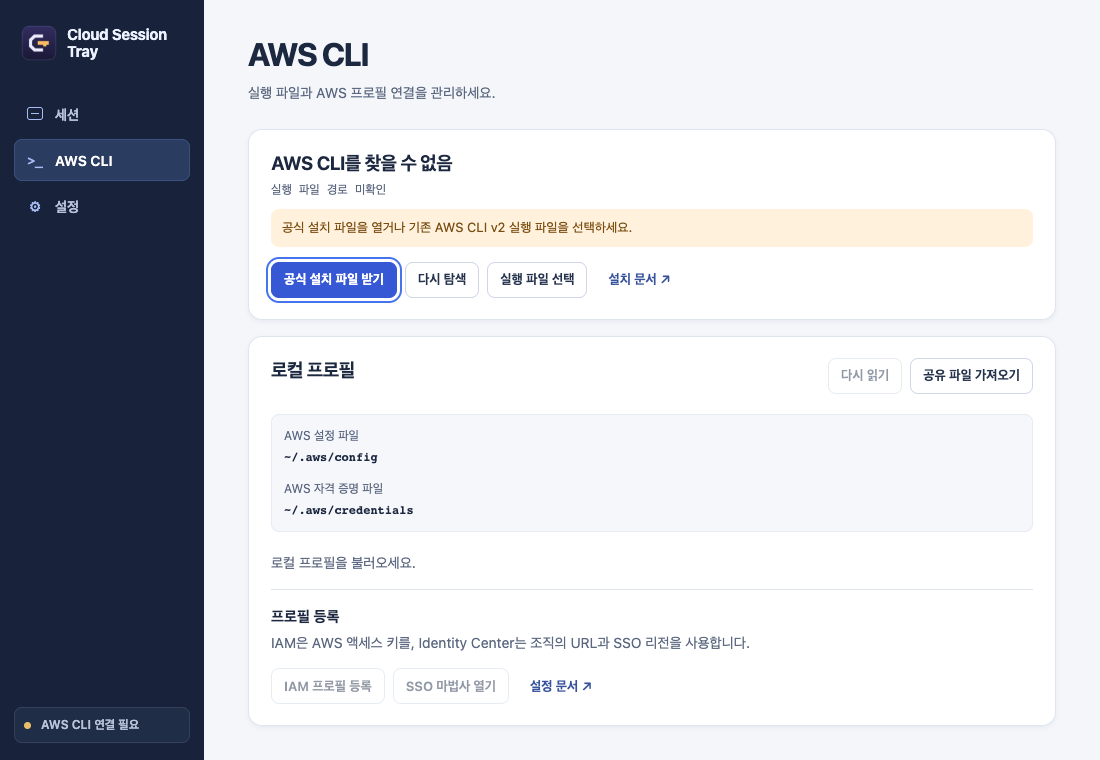 Cloud Session
Tray
세션
>_ AWS CLI
설정
AWS CLI 연결 필요
AWS CLI
실행 파일과 AWS 프로필 연결을 관리하세요.
AWS CLI를 찾을 수 없음
실행 파일 경로 미확인
공식 설치 파일을 열거나 기존 AWS CLI v2 실행 파일을 선택하세요.
공식 설치 파일 받기 다시 탐색 실행 파일 선택 설치 문서 ↗
로컬 프로필 다시 읽기 공유 파일 가져오기
AWS 설정 파일
~/.aws/config
AWS 자격 증명 파일
~/.aws/credentials
로컬 프로필을 불러오세요.
프로필 등록
IAM은 AWS 액세스 키를, Identity Center는 조직의 URL과 SSO 리전을 사용합니다.
IAM 프로필 등록 SSO 마법사 열기 설정 문서 ↗